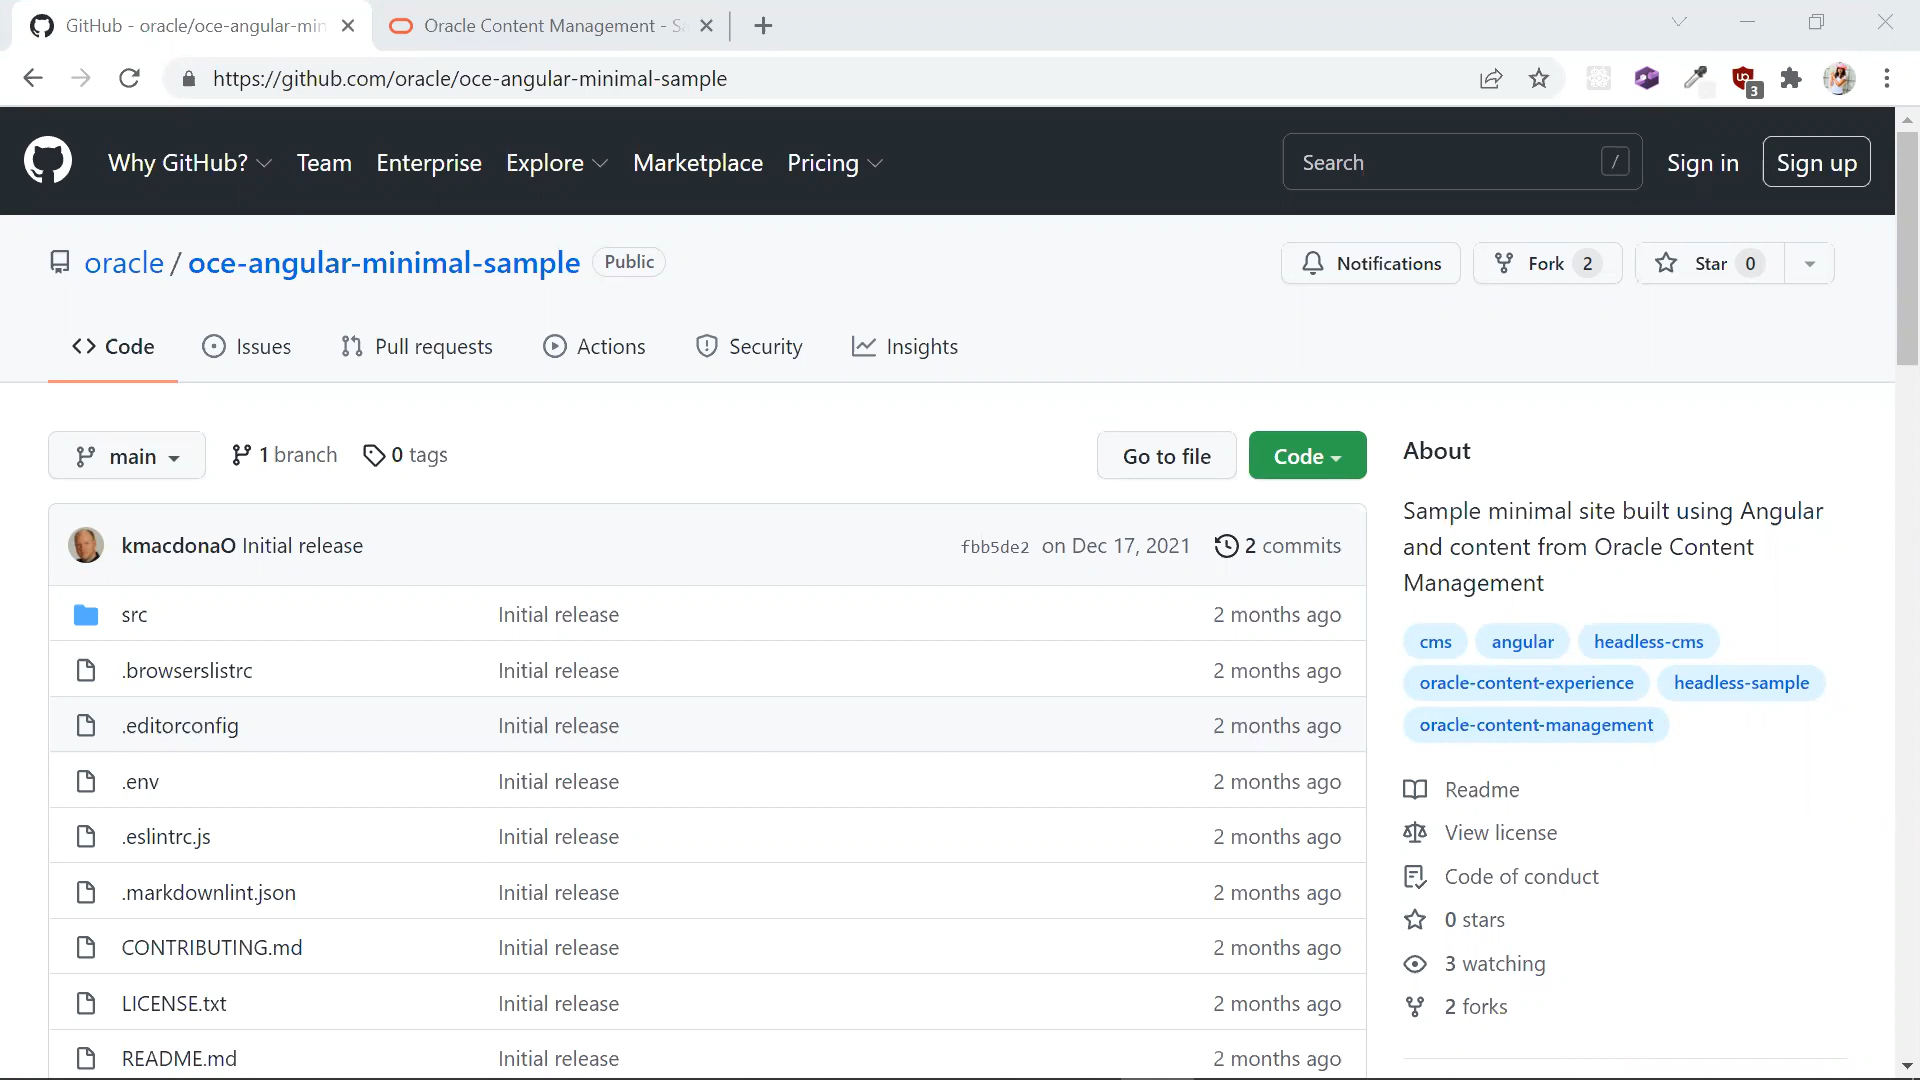 GitHub - oracle/oce-angular-min
Oracle Content Management - S
https://github.com/oracle/oce-angular-minimal-sample
3
Why GitHub? Team Enterprise Explore Marketplace Pricing
Search /
Sign in
Sign up
oracle / oce-angular-minimal-sample Public
Notifications
Fork 2
Star 0
Code Issues Pull requests Actions Security Insights
main
1 branch 0 tags
Go to file
Code
kmacdonaO Initial release fbb5de2 on Dec 17, 2021 2 commits
src Initial release 2 months ago
.browserslistrc Initial release 2 months ago
.editorconfig Initial release 2 months ago
.env Initial release 2 months ago
.eslintrc.js Initial release 2 months ago
.markdownlint.json Initial release 2 months ago
CONTRIBUTING.md Initial release 2 months ago
LICENSE.txt Initial release 2 months ago
README.md Initial release 2 months ago
About
Sample minimal site built using Angular
and content from Oracle Content
Management
cms angular headless-cms
oracle-content-experience headless-sample
oracle-content-management
Readme
View license
Code of conduct
0 stars
3 watching
2 forks